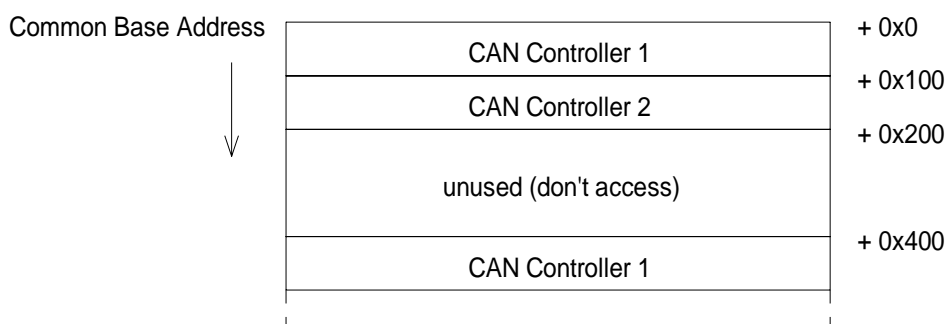 Common Base Address
+ 0x0
CAN Controller 1
+ 0x100
CAN Controller 2
+ 0x200
unused (don't access)
+ 0x400
CAN Controller 1